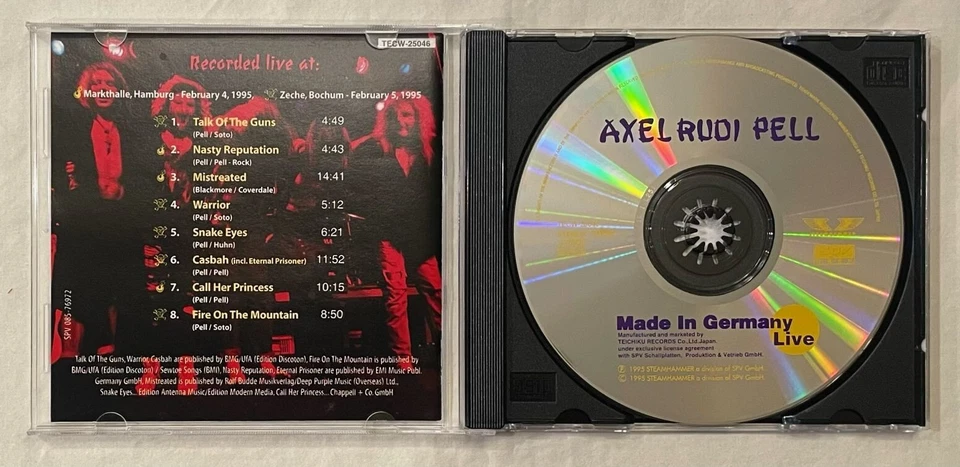 TECW-25046
Recorded live at:
Markthalle, Hamburg - February 4, 1995, Zeche, Bochum - February 5, 1995
1. Talk Of The Guns 4:49
(Pell / Soto)
2. Nasty Reputation 4:43
(Pell / Pell - Rock)
3. Mistreated 14:41
(Blackmore / Coverdale)
4. Warrior 5:12
(Pell / Soto)
5. Snake Eyes 6:21
(Pell / Huhn)
6. Casbah (incl. Eternal Prisoner) 11:52
(Pell / Pell)
7. Call Her Princess 10:15
(Pell / Pell)
8. Fire On The Mountain 8:50
(Pell / Soto)
SPV 085-76972
Talk Of The Guns, Warrior, Casbah are published by BMG/UFA (Edition Discoton), Fire On The Mountain is published by
BMG/UFA (Edition Discoton) / Sewtoe Songs (BMI), Nasty Reputation, Eternal Prisoner are published by EMI Music Publ.
Germany GmbH, Mistreated is published by Rolf Budde Musikverlag/Deep Purple Music (Overseas) Ltd.,
Snake Eyes... Edition Antenna Music/Edition Modern Media, Call Her Princess... Chappell + Co. GmbH
AXEL RUDI PELL
Made In Germany
Live
Manufactured and marketed by
TEICHIKU RECORDS Co., Ltd. Japan.
under exclusive license agreement
with SPV Schallplatten, Produktion & Vetrieb GmbH.
Ⓟ 1995 STEAMHAMMER a division of SPV GmbH.
© 1995 STEAMHAMMER a division of SPV GmbH.